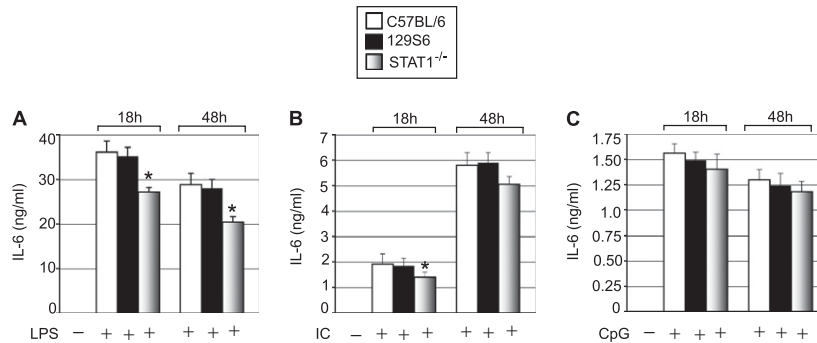 C57BL/6
129S6
STAT1-/-
A
18h
48h
IL-6 (ng/ml)
40
30
20
10
0
LPS – + + + + + +
B
18h
48h
IL-6 (ng/ml)
7
6
5
4
3
2
1
0
IC – + + + + + +
C
18h
48h
IL-6 (ng/ml)
1.75
1.50
1.25
1.00
0.75
0.50
0.25
0
CpG – + + + + + +
* 
*
*